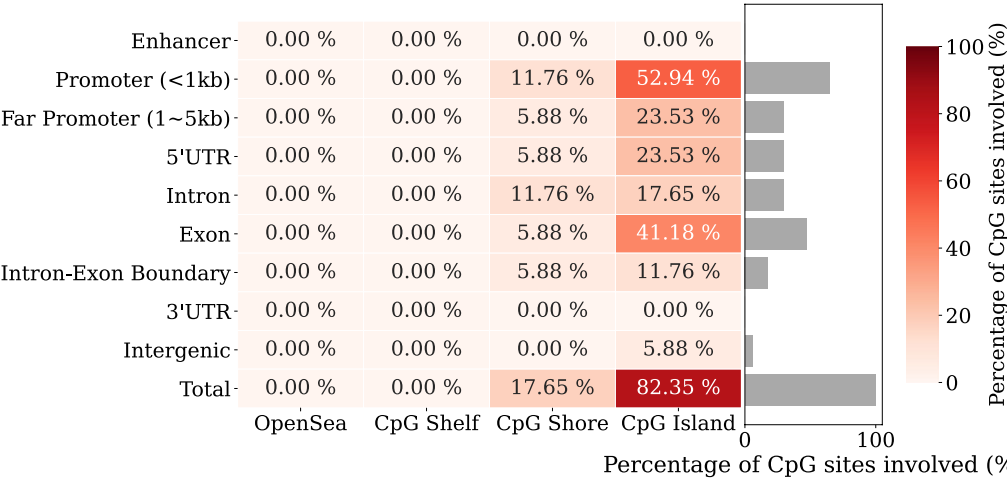 Enhancer 0.00 % 0.00 % 0.00 % 0.00 %
Promoter (<1kb) 0.00 % 0.00 % 11.76 % 52.94 %
Far Promoter (1~5kb) 0.00 % 0.00 % 5.88 % 23.53 %
5'UTR 0.00 % 0.00 % 5.88 % 23.53 %
Intron 0.00 % 0.00 % 11.76 % 17.65 %
Exon 0.00 % 0.00 % 5.88 % 41.18 %
Intron-Exon Boundary 0.00 % 0.00 % 5.88 % 11.76 %
3'UTR 0.00 % 0.00 % 0.00 % 0.00 %
Intergenic 0.00 % 0.00 % 0.00 % 5.88 %
Total 0.00 % 0.00 % 17.65 % 82.35 %
OpenSea CpG Shelf CpG Shore CpG Island
0 100
Percentage of CpG sites involved (%
100
80
60
40
20
0
Percentage of CpG sites involved (%)